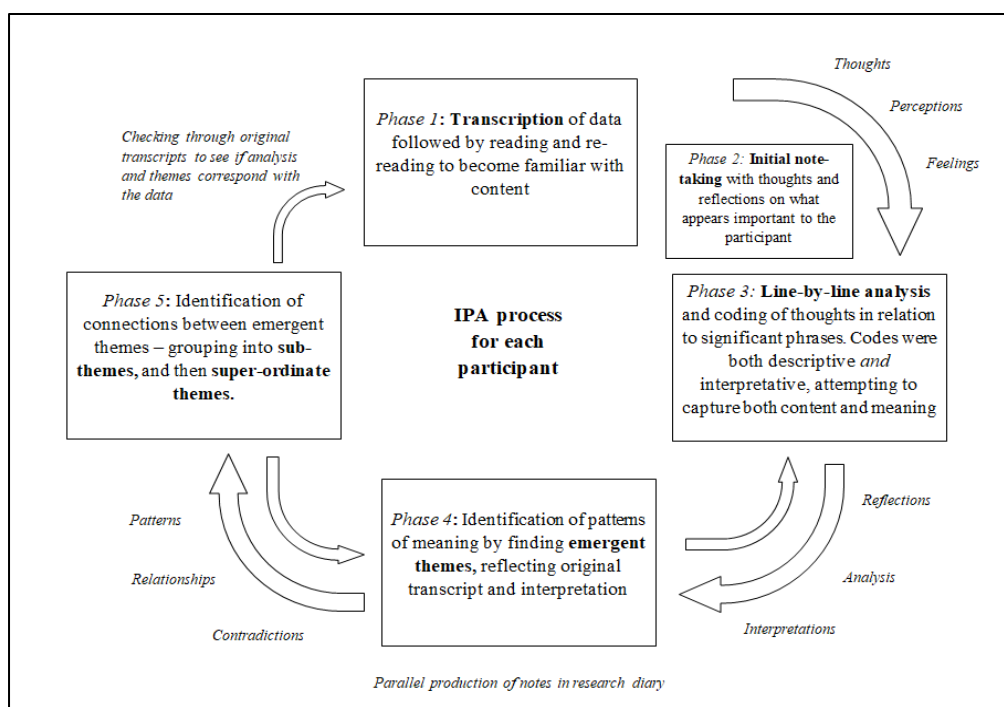 Phase 1: Transcription of data
followed by reading and re-
reading to become familiar with
content
Thoughts
Perceptions
Feelings
Phase 2: Initial note-
taking with thoughts and
reflections on what
appears important to the
participant
Phase 3: Line-by-line analysis
and coding of thoughts in relation
to significant phrases. Codes were
both descriptive and
interpretative, attempting to
capture both content and meaning
Reflections
Analysis
Interpretations
Phase 4: Identification of patterns
of meaning by finding emergent
themes, reflecting original
transcript and interpretation
Patterns
Relationships
Contradictions
Phase 5: Identification of
connections between emergent
themes – grouping into sub-
themes, and then super-ordinate
themes.
Checking through original
transcripts to see if analysis
and themes correspond with
the data
IPA process
for each
participant
Parallel production of notes in research diary